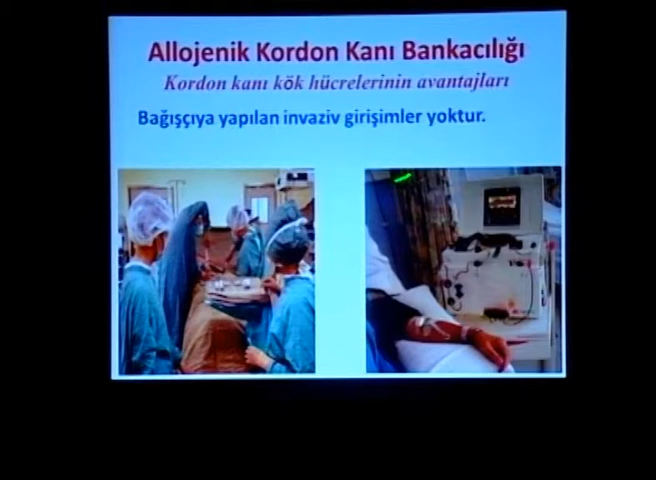 Allojenik Kordon Kanı Bankacılığı
Kordon kanı kök hücrelerinin avantajları
Bağışçıya yapılan invaziv girişimler yoktur.